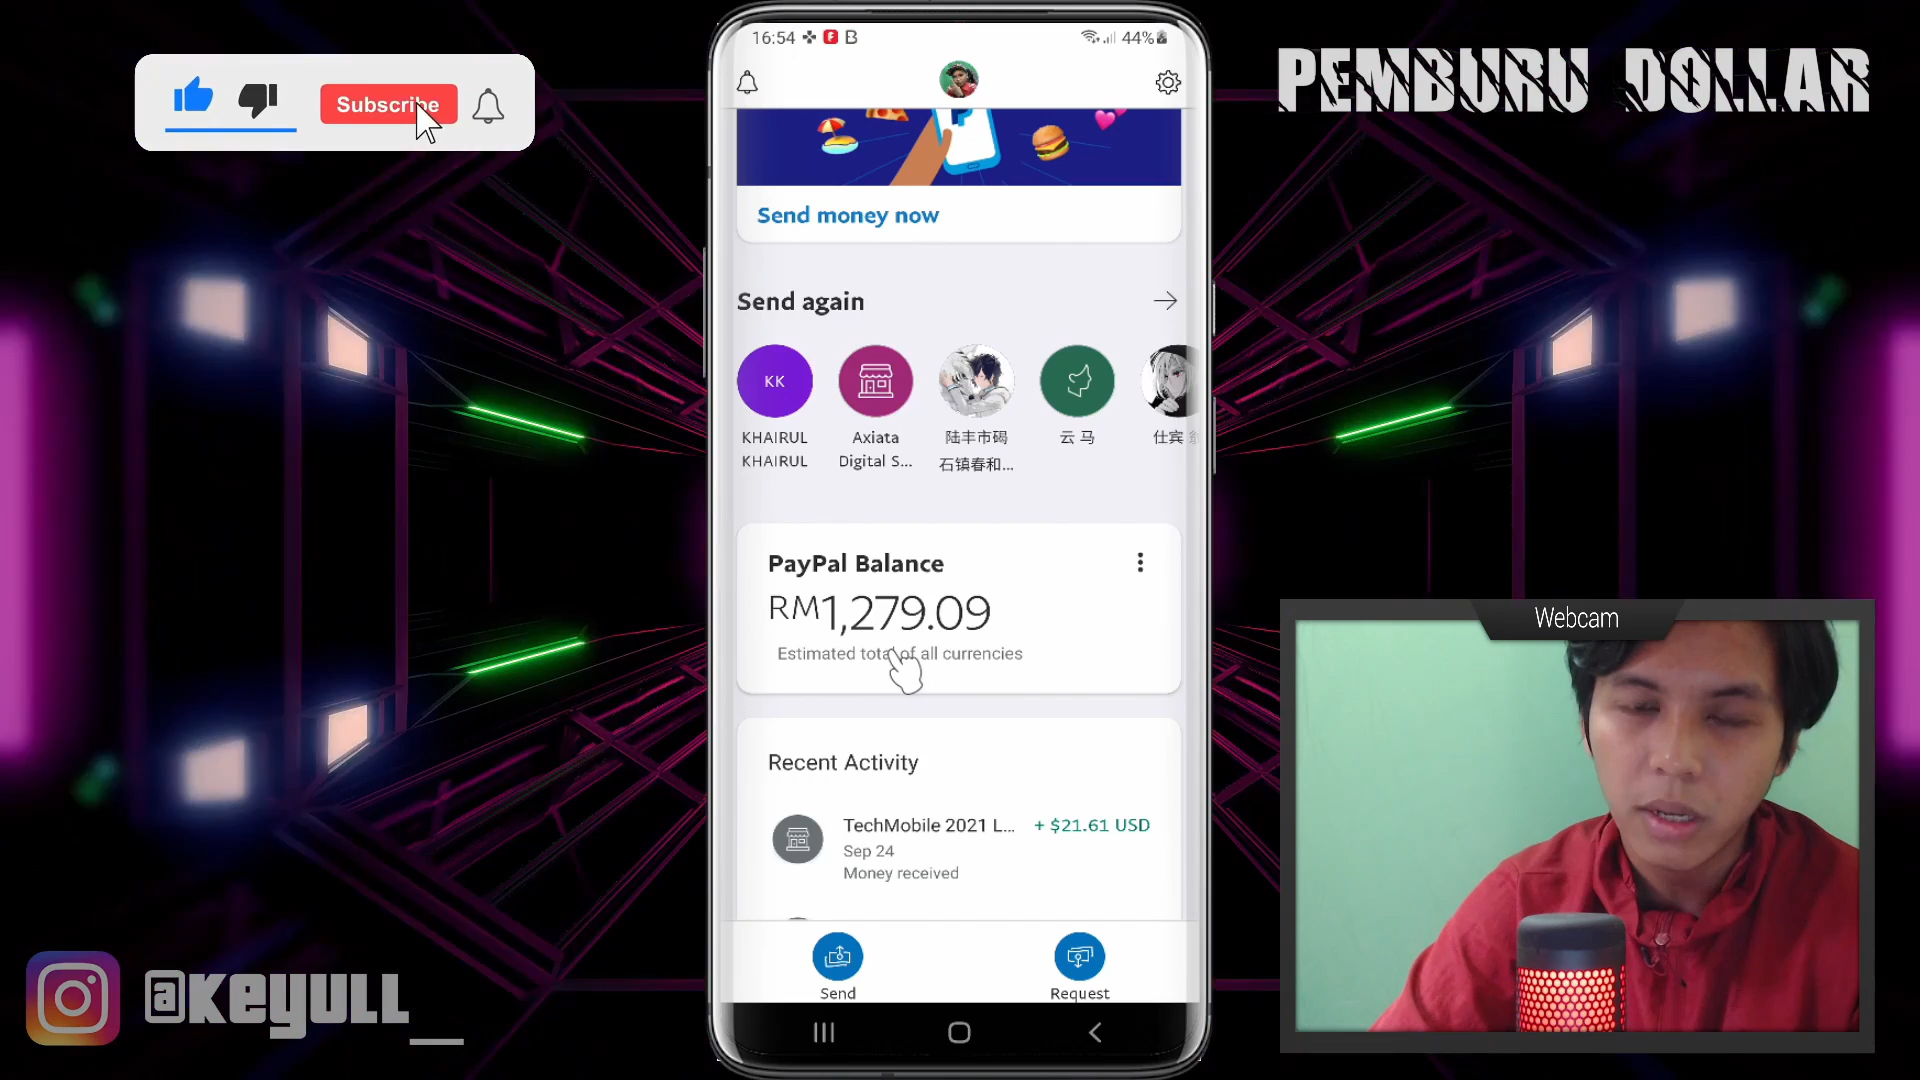 16:54
B
44%
Subscribe
PEMBURU DOLLAR
Send money now
Send again
KK
KHAIRUL
KHAIRUL
Axiata
Digital S...
陆丰市碣
石镇春和...
云 马
仕宾
PayPal Balance
RM1,279.09
Estimated total of all currencies
Recent Activity
TechMobile 2021 L...
+ $21.61 USD
Sep 24
Money received
Send
Request
Webcam
@keyull__